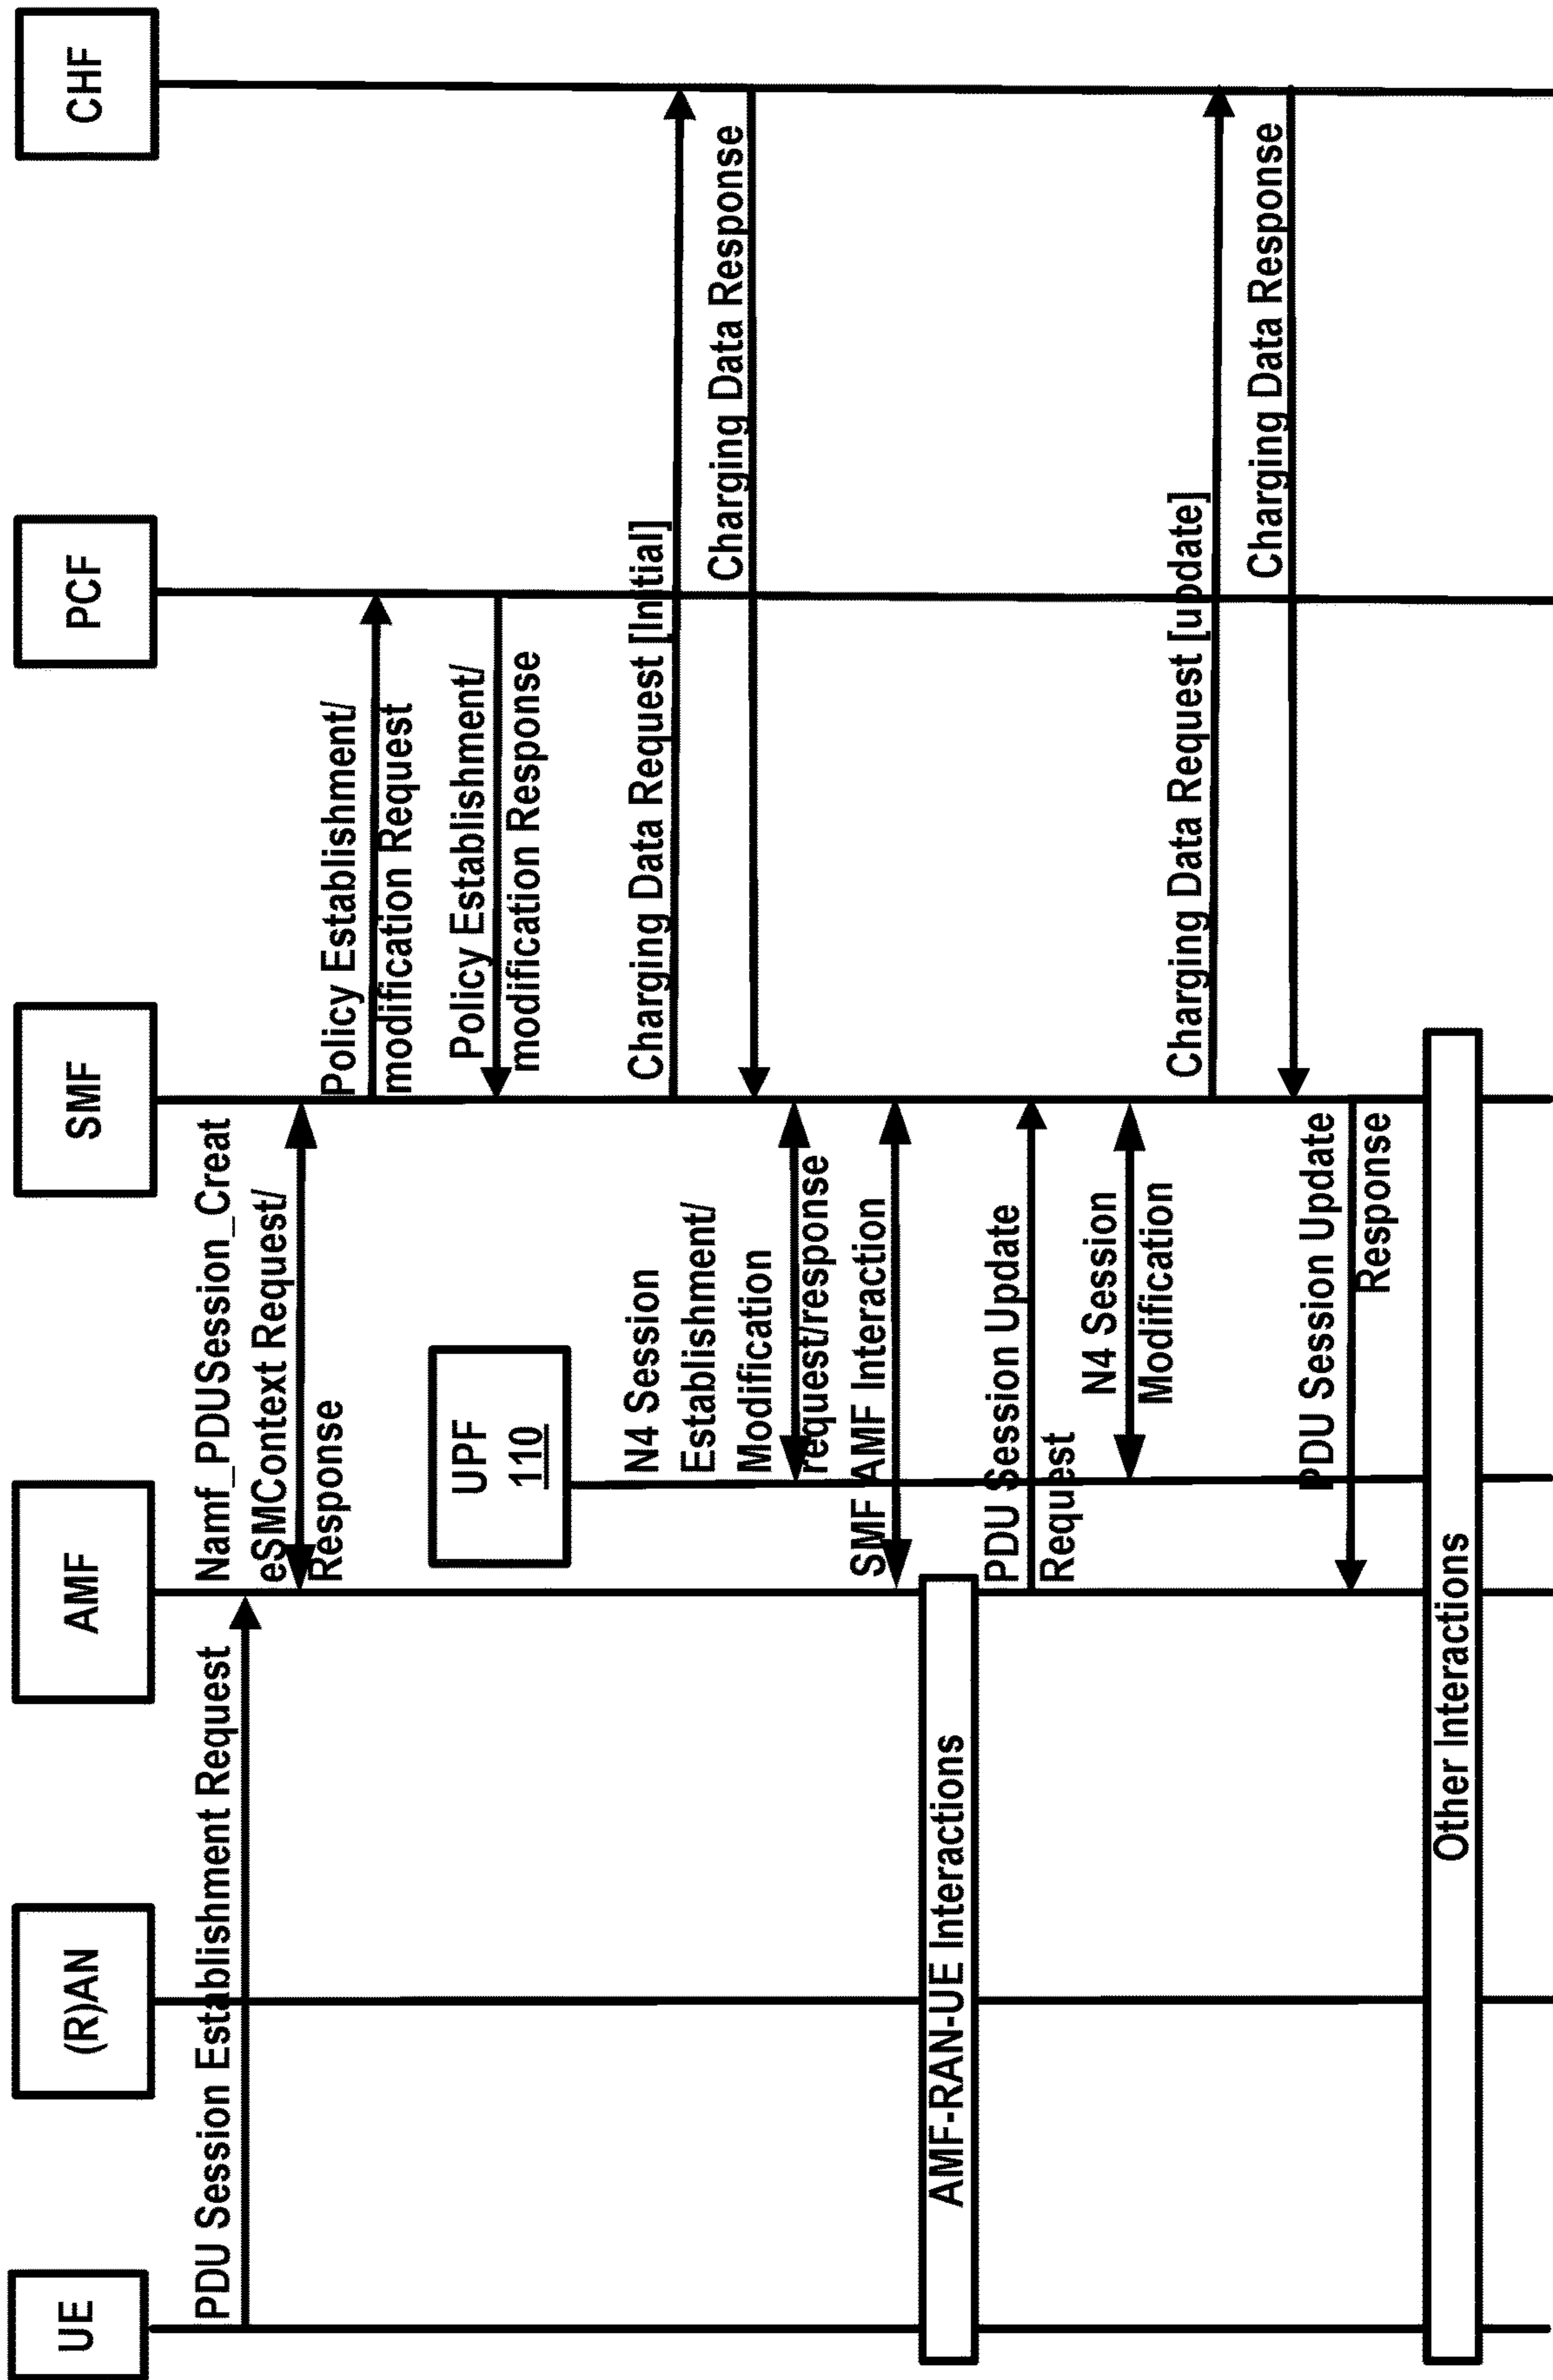 UE
(R)AN
AMF
SMF
PCF
CHF
PDU Session Establishment Request
Namf_PDUSession_Creat
eSMContext Request/
Response
Policy Establishment/
modification Request
UPF
110
Policy Establishment/
modification Response
N4 Session
Establishment/
Modification
request/response
Charging Data Request [Initial]
Charging Data Response
SMF AMF Interaction
AMF-RAN-UE Interactions
PDU Session Update
Request
N4 Session
Modification
Charging Data Request [update]
Charging Data Response
PDU Session Update
Response
Other Interactions